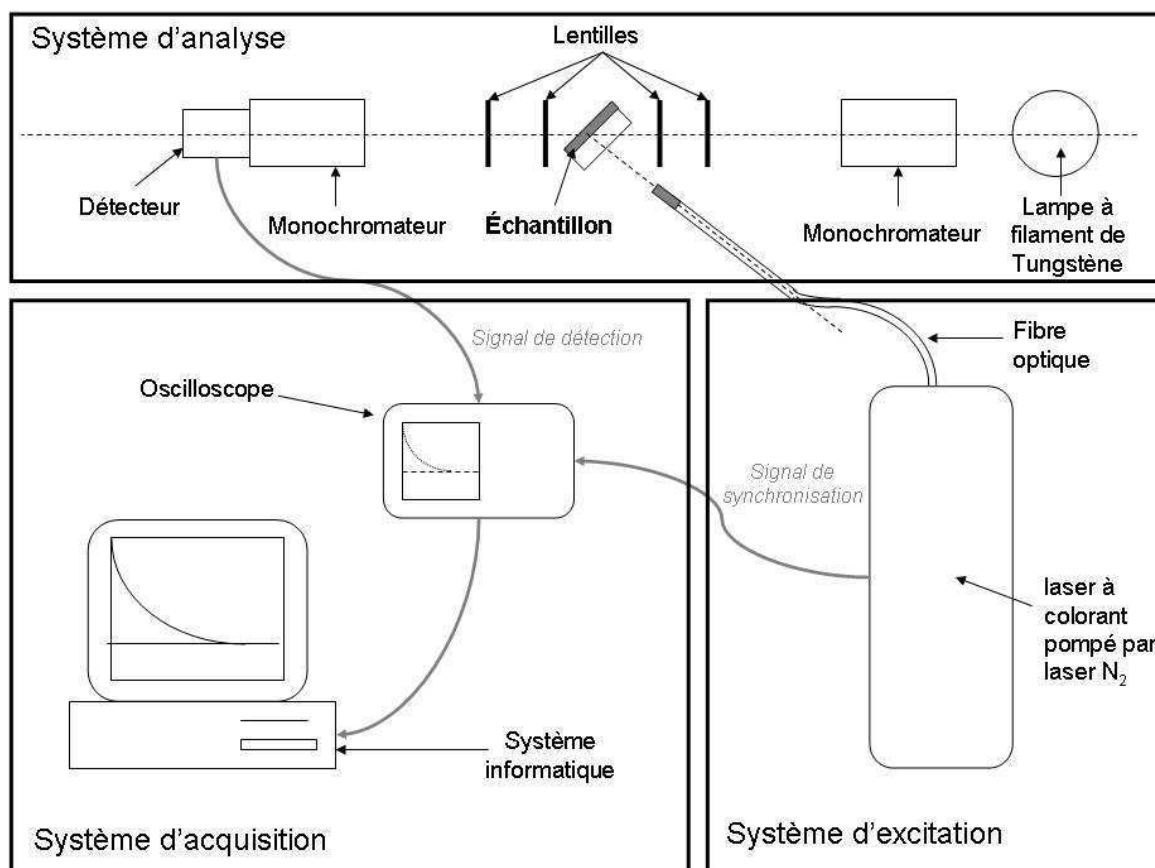 Système d'analyse
Lentilles
Détecteur
Monochromateur
Échantillon
Monochromateur
Lampe à
filament de
Tungstène
Signal de détection
Oscilloscope
Système
informatique
Système d'acquisition
Fibre
optique
Signal de
synchronisation
laser à
colorant
pompé par
laser N₂
Système d'excitation